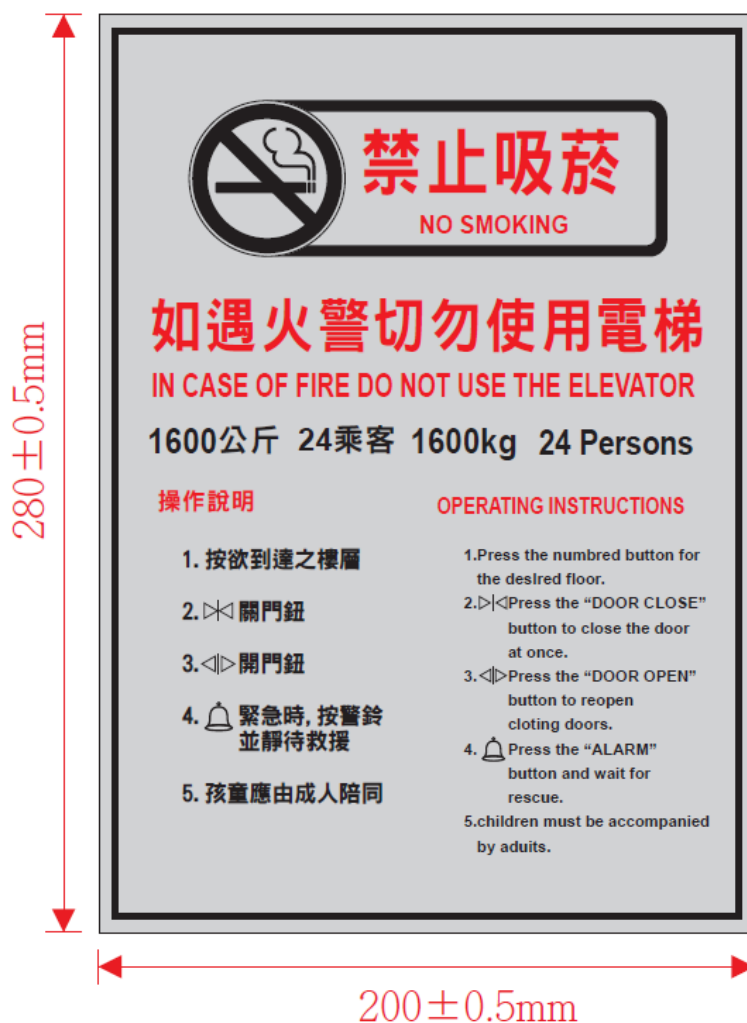 禁止吸菸
NO SMOKING
如遇火警切勿使用電梯
IN CASE OF FIRE DO NOT USE THE ELEVATOR
1600公斤 24乘客 1600kg 24 Persons
操作說明
1. 按欲到達之樓層
2. 關門鈕
3. 開門鈕
4. 緊急時, 按警鈴
並靜待救援
5. 孩童應由成人陪同
OPERATING INSTRUCTIONS
1.Press the numbred button for
the desIred floor.
2. Press the “DOOR CLOSE”
button to close the door
at once.
3. Press the “DOOR OPEN”
button to reopen
cloting doors.
4. Press the “ALARM”
button and wait for
rescue.
5.children must be accompanied
by aduits.
280±0.5mm
200±0.5mm